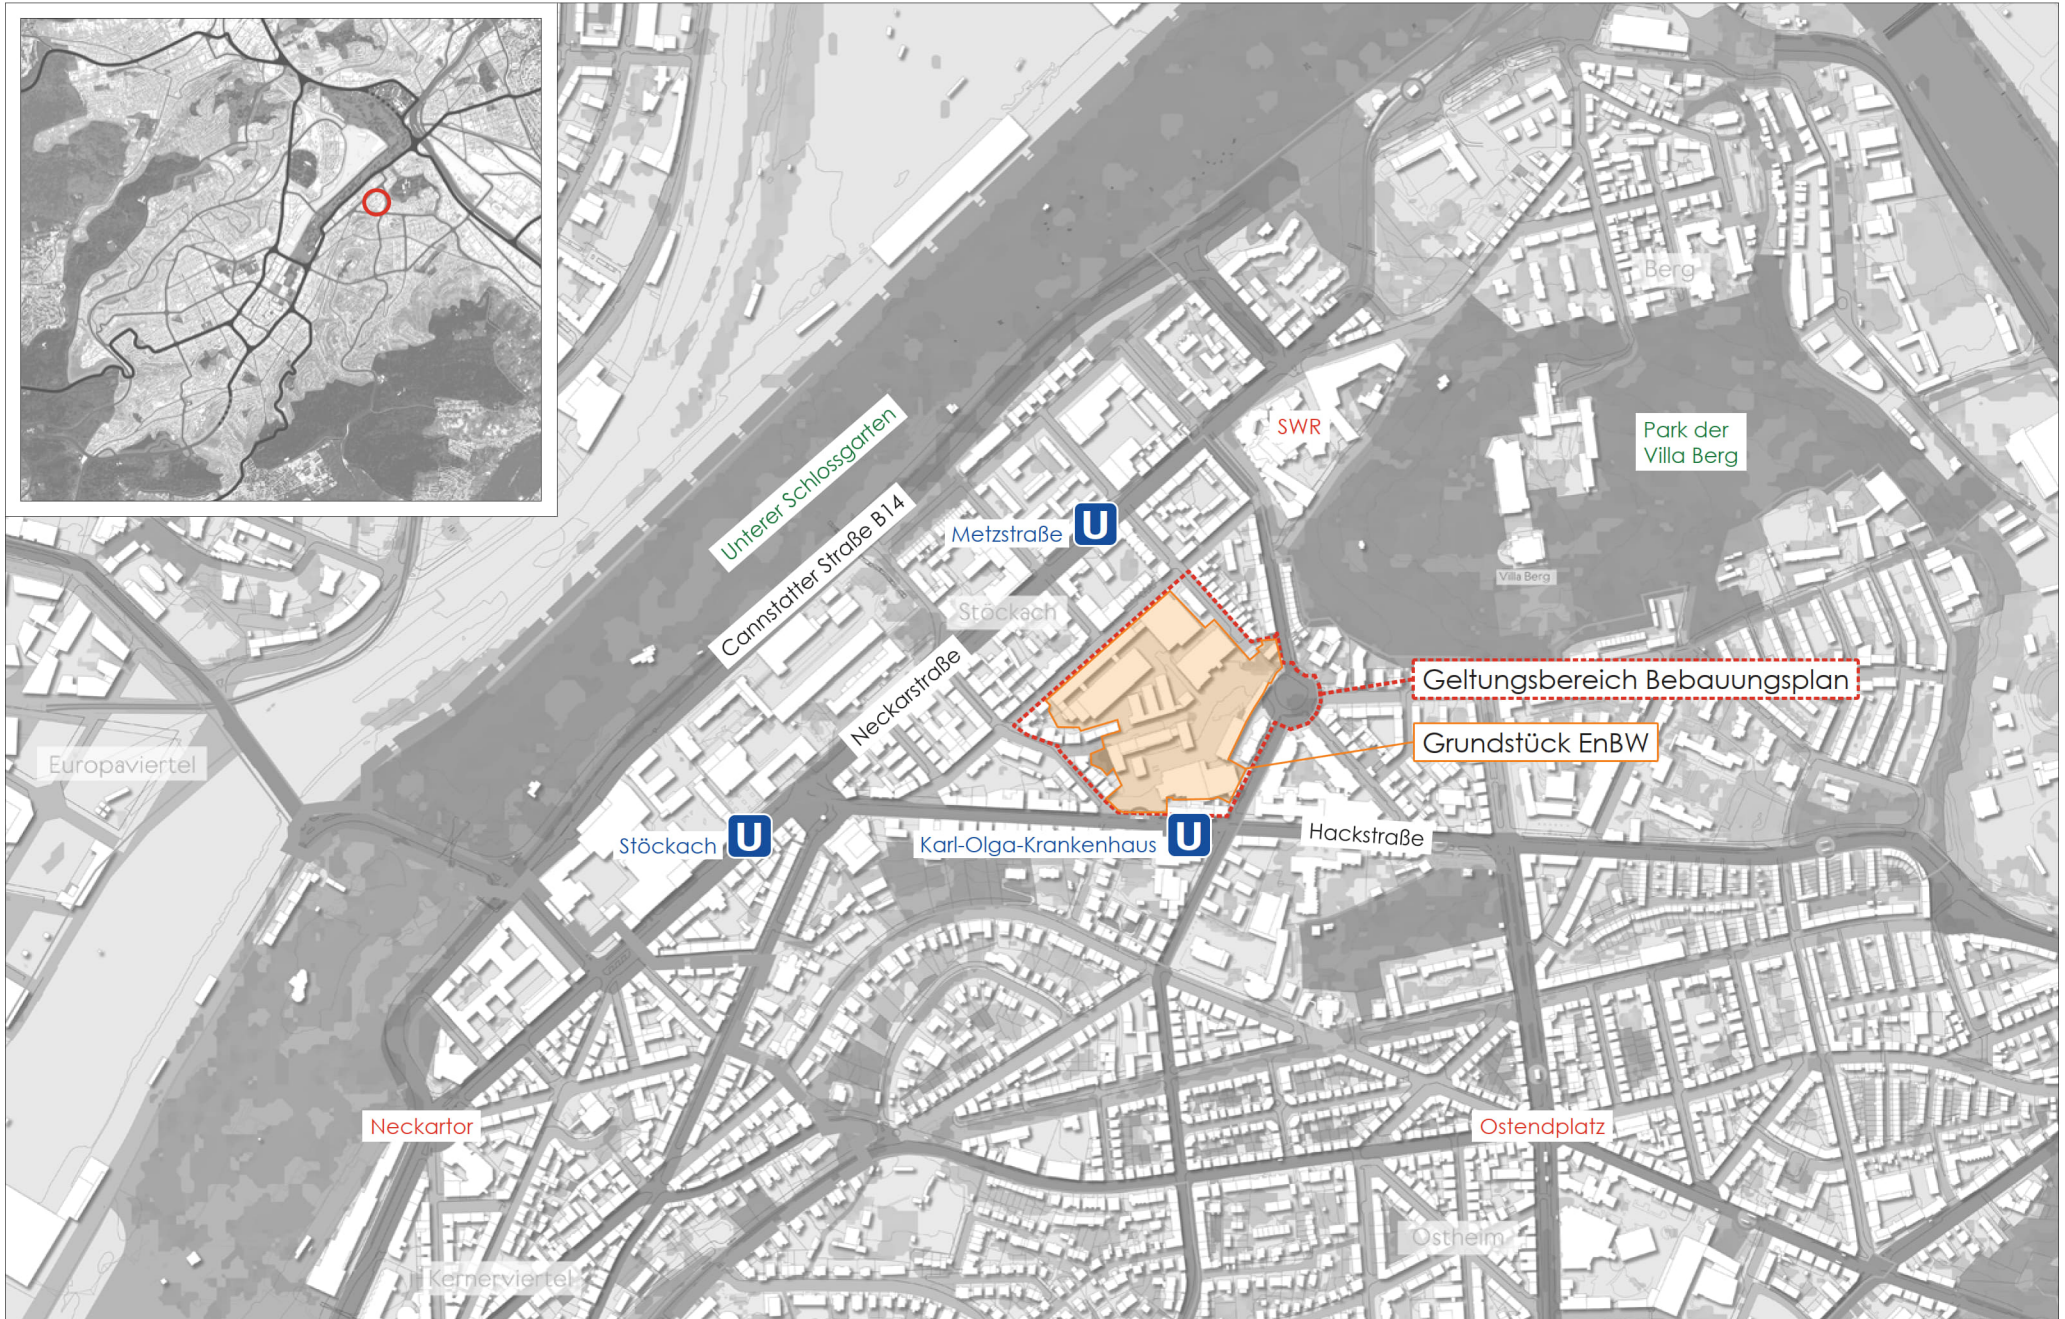 Berg
SWR
Park der
Villa Berg
Unterer Schlossgarten
Cannstatter Straße B14
Metzstraße
U
Villa Berg
Stöckach
Neckarstraße
Geltungsbereich Bebauungsplan
Grundstück EnBW
Europaviertel
Stöckach
U
Karl-Olga-Krankenhaus
U
Hackstraße
Neckartor
Ostendplatz
Ostheim
Kernerviertel